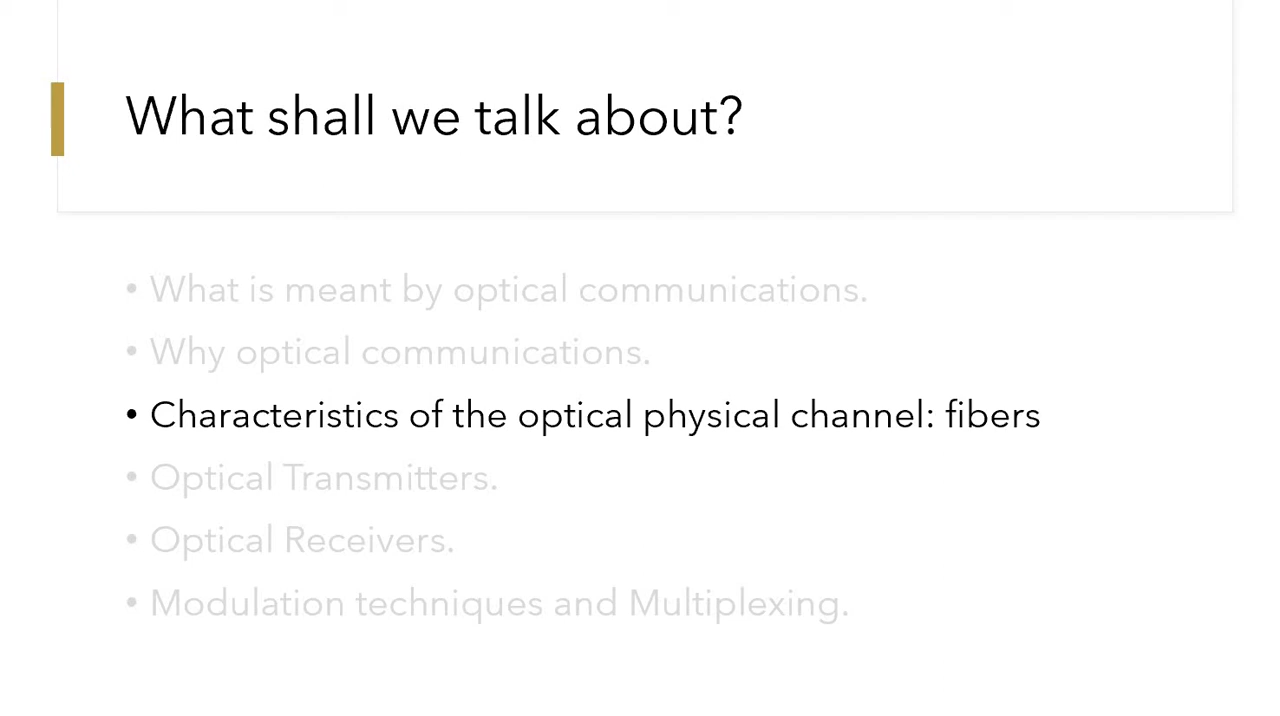 What shall we talk about?
• What is meant by optical communications.
• Why optical communications.
• Characteristics of the optical physical channel: fibers
• Optical Transmitters.
• Optical Receivers.
• Modulation techniques and Multiplexing.